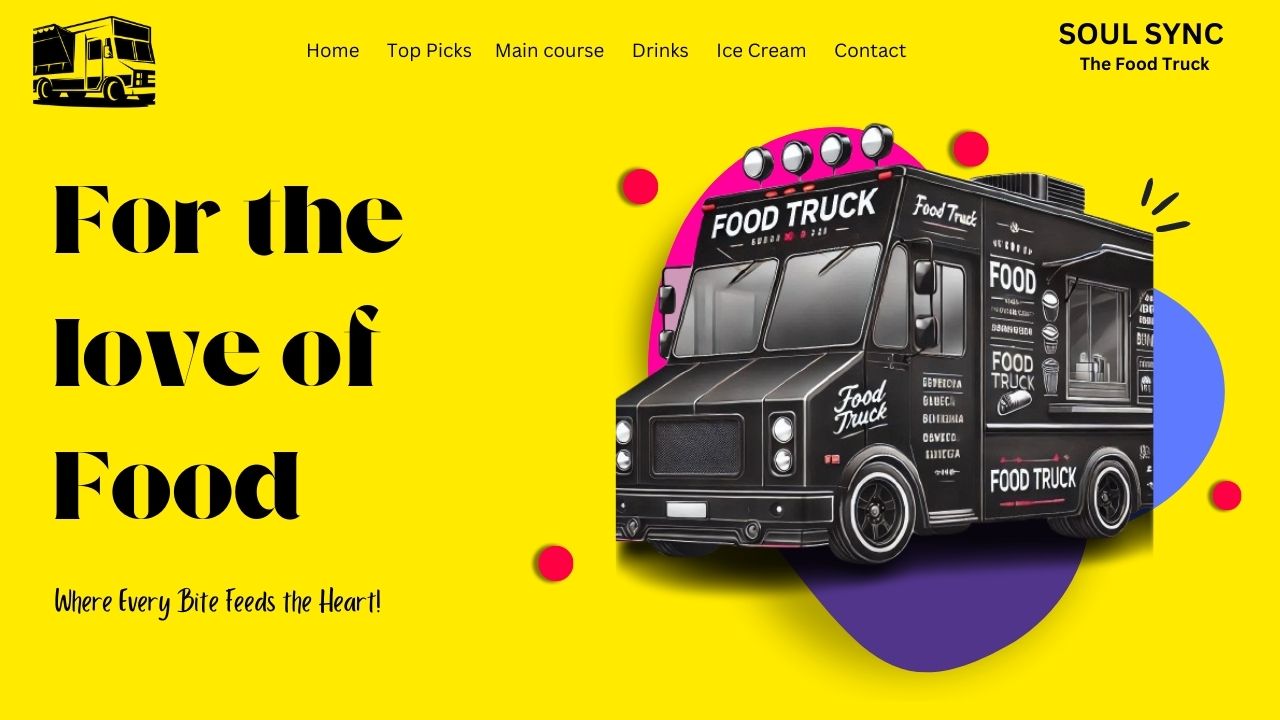 Home
Top Picks
Main course
Drinks
Ice Cream
Contact
SOUL SYNC
The Food Truck
For the
love of
Food
Where Every Bite Feeds the Heart!
FOOD TRUCK
Food Truck
FOOD
FOOD
TRUCK
Food
Truck
FOOD TRUCK